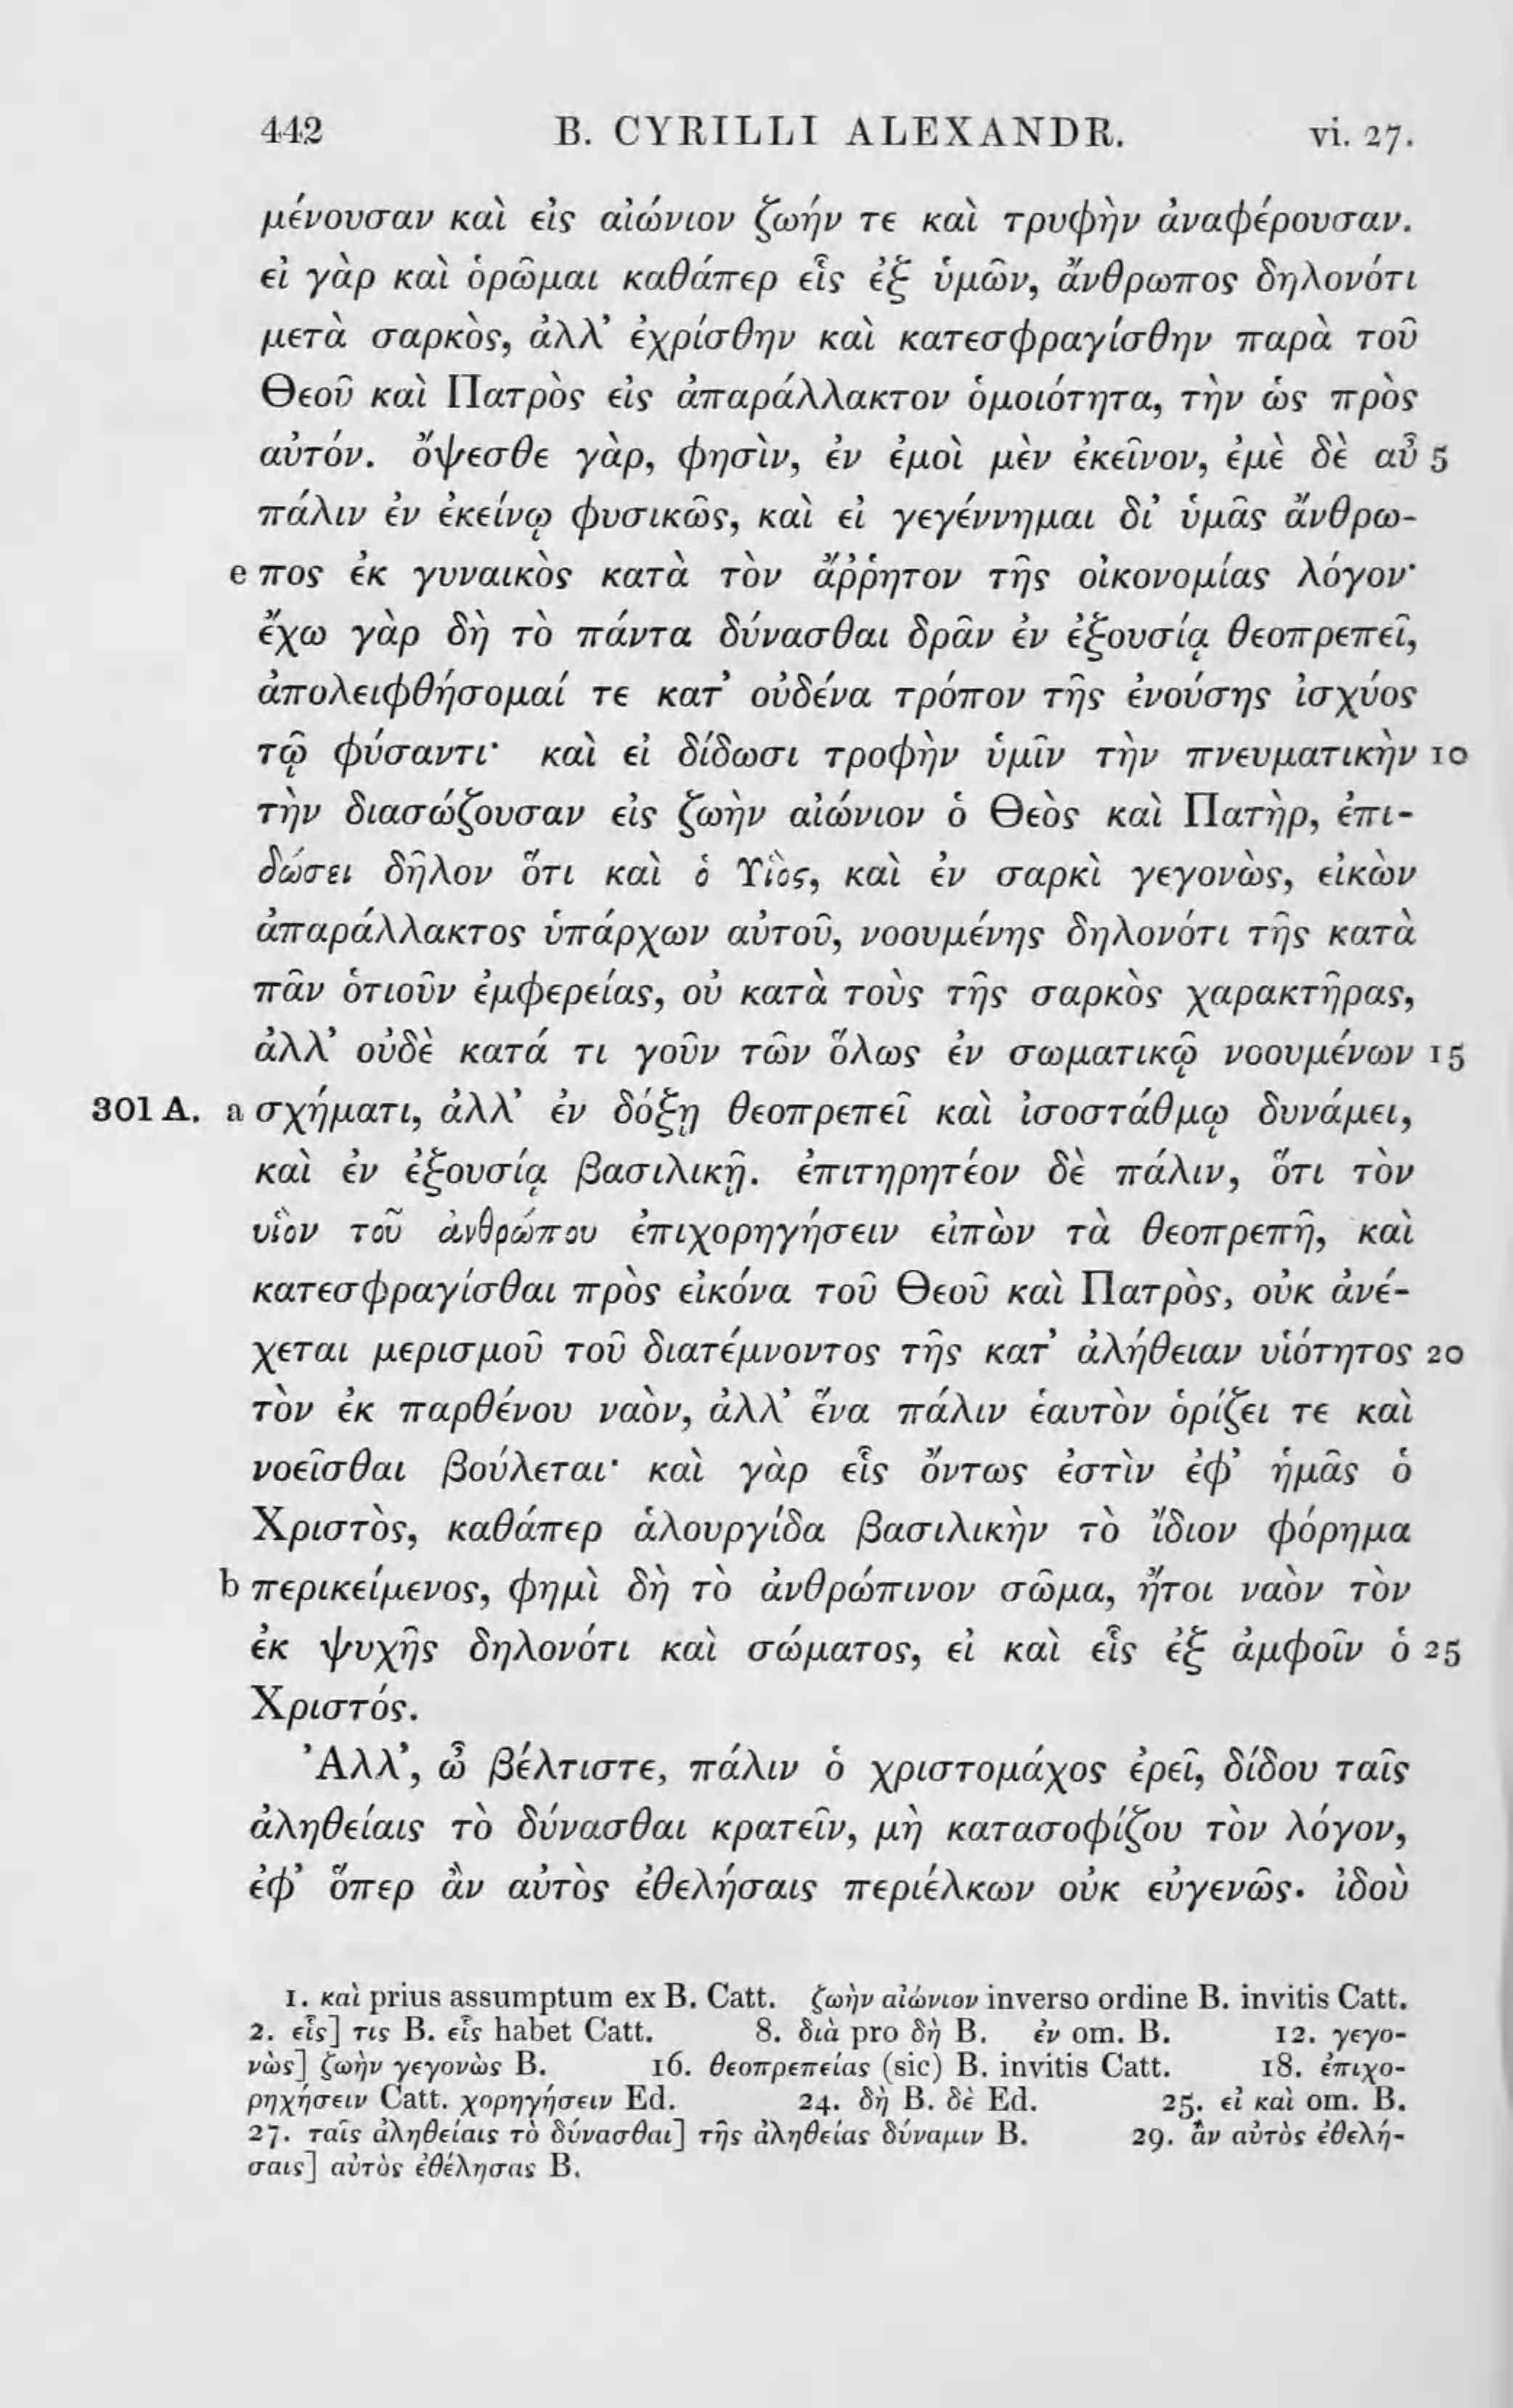 442 B. CYRILLI ALEXANDR. vi. 27.
μένουσαν καὶ εἰς αἰώνιον ζωήν τε καὶ τρυφὴν ἀναφέρουσαν.
εἰ γὰρ καὶ ὁρῶμαι καθάπερ εἷς ἐξ ὑμῶν, ἄνθρωπος δηλονότι
μετὰ σαρκὸς, ἀλλ' ἐχρίσθην καὶ κατεσφραγίσθην παρὰ τοῦ
Θεοῦ καὶ Πατρὸς εἰς ἀπαράλλακτον ὁμοιότητα, τὴν ὡς πρὸς
αὐτόν. ὄψεσθε γὰρ, φησὶν, ἐν ἐμοὶ μὲν ἐκεῖνον, ἐμὲ δὲ αὖ 5
πάλιν ἐν ἐκείνῳ φυσικῶς, καὶ εἰ γεγέννημαι δι' ὑμᾶς ἄνθρω-
e πος ἐκ γυναικὸς κατὰ τὸν ἄῤῥητον τῆς οἰκονομίας λόγον·
ἔχω γὰρ δὴ τὸ πάντα δύνασθαι δρᾶν ἐν ἐξουσίᾳ θεοπρεπεῖ,
ἀπολειφθήσομαί τε κατ' οὐδένα τρόπον τῆς ἐνούσης ἰσχύος
τῷ φύσαντι· καὶ εἰ δίδωσι τροφὴν ὑμῖν τὴν πνευματικὴν 10
τὴν διασώζουσαν εἰς ζωὴν αἰώνιον ὁ Θεὸς καὶ Πατὴρ, ἐπι-
δώσει δῆλον ὅτι καὶ ὁ Υἱὸς, καὶ ἐν σαρκὶ γεγονὼς, εἰκὼν
ἀπαράλλακτος ὑπάρχων αὐτοῦ, νοουμένης δηλονότι τῆς κατὰ
πᾶν ὁτιοῦν ἐμφερείας, οὐ κατὰ τοὺς τῆς σαρκὸς χαρακτῆρας,
ἀλλ' οὐδὲ κατά τι γοῦν τῶν ὅλως ἐν σωματικῷ νοουμένων 15
301 A. a σχήματι, ἀλλ' ἐν δόξῃ θεοπρεπεῖ καὶ ἰσοστάθμῳ δυνάμει,
καὶ ἐν ἐξουσίᾳ βασιλικῇ. ἐπιτηρητέον δὲ πάλιν, ὅτι τὸν
υἱὸν τοῦ ἀνθρώπου ἐπιχορηγήσειν εἰπὼν τὰ θεοπρεπῆ, καὶ
κατεσφραγίσθαι πρὸς εἰκόνα τοῦ Θεοῦ καὶ Πατρὸς, οὐκ ἀνέ-
χεται μερισμοῦ τοῦ διατέμνοντος τῆς κατ' ἀλήθειαν υἱότητος 20
τὸν ἐκ παρθένου ναὸν, ἀλλ' ἕνα πάλιν ἑαυτὸν ὁρίζει τε καὶ
νοεῖσθαι βούλεται· καὶ γὰρ εἷς ὄντως ἐστὶν ἐφ' ἡμᾶς ὁ
Χριστὸς, καθάπερ ἁλουργίδα βασιλικὴν τὸ ἴδιον φόρημα
b περικείμενος, φημὶ δὴ τὸ ἀνθρώπινον σῶμα, ἤτοι ναὸν τὸν
ἐκ ψυχῆς δηλονότι καὶ σώματος, εἰ καὶ εἷς ἐξ ἀμφοῖν ὁ 25
Χριστός.
Ἀλλ', ὦ βέλτιστε, πάλιν ὁ χριστομάχος ἐρεῖ, δίδου ταῖς
ἀληθείαις τὸ δύνασθαι κρατεῖν, μὴ κατασοφίζου τὸν λόγον,
ἐφ' ὅπερ ἂν αὐτὸς ἐθελήσαις περιέλκων οὐκ εὐγενῶς. ἰδοὺ
1. καὶ prius assumptum ex B. Catt. ζωὴν αἰώνιον inverso ordine B. invitis Catt.
2. εἷς] τις B. εἷς habet Catt. 8. διὰ pro δὴ B. ἐν om. B. 12. γεγο-
νὼς] ζωὴν γεγονὼς B. 16. θεοπρεπείας (sic) B. invitis Catt. 18. ἐπιχο-
ρηχήσειν Catt. χορηγήσειν Ed. 24. δὴ B. δὲ Ed. 25. εἰ καὶ om. B.
27. ταῖς ἀληθείαις τὸ δύνασθαι] τῆς ἀληθείας δύναμιν B. 29. ἂν αὐτὸς ἐθελή-
σαις] αὐτὸς ἐθέλησας B.